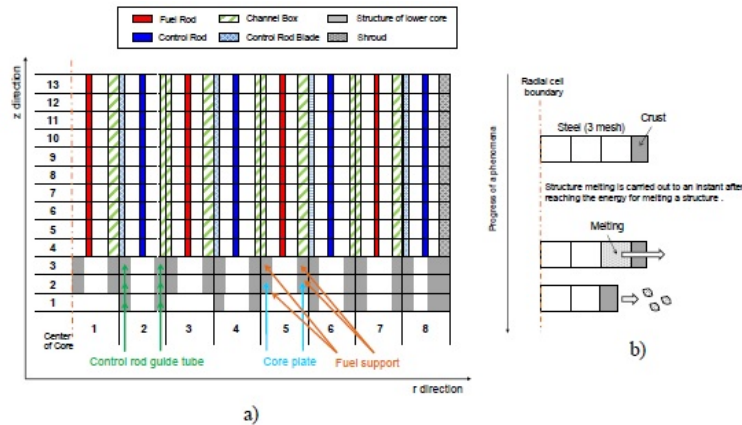 Fuel Rod
Channel Box
Structure of lower core
Control Rod
Control Rod Blade
Shroud
z direction
13
12
11
10
9
8
7
6
5
4
3
2
1
Center
of Core
1 2 3 4 5 6 7 8
Control rod guide tube
Core plate
Fuel support
r direction
a)
Progress of a phenomena
Radial cell
boundary
Steel (3 mesh)
Crust
Structure melting is carried out to an instant after
reaching the energy for melting a structure .
Melting
b)